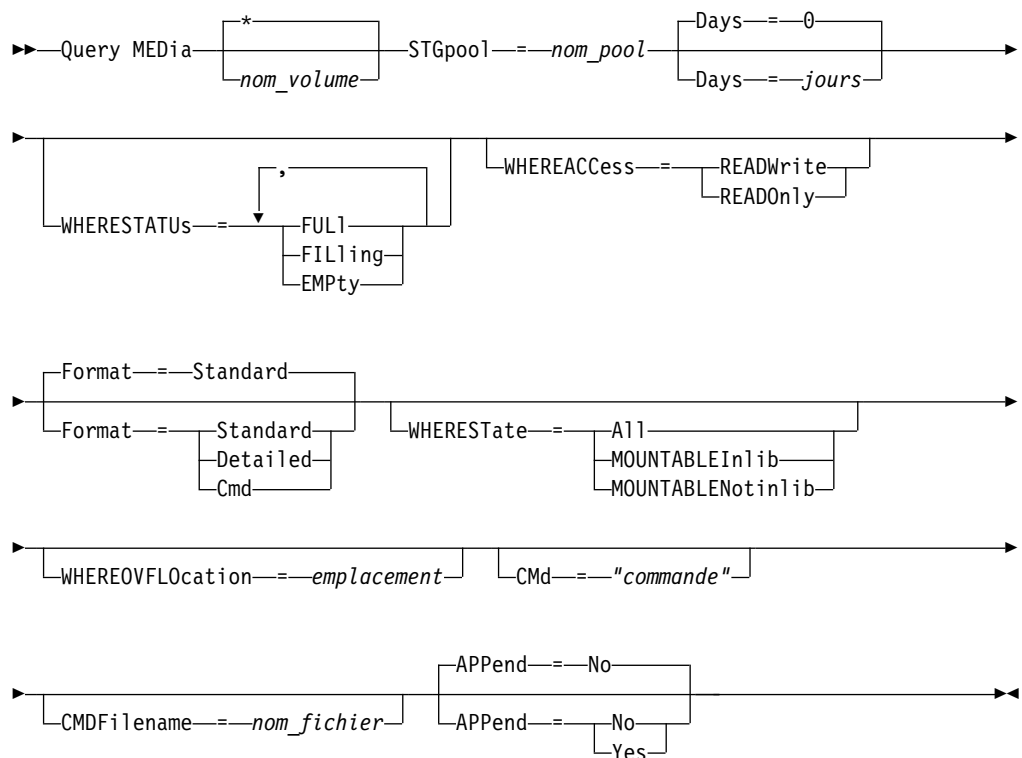 *
Query MEDia STGpool = nom_pool Days = 0
nom_volume Days = jours
WHERESTATUs = , FULl FILling EMPty
WHEREACCess = READWrite READOnly
Format = Standard
Format = Standard Detailed Cmd
WHEREState = All MOUNTABLEInlib MOUNTABLENotinlib
WHEREOVFLOcation = emplacement CMd = "commande"
CMDFilename = nom_fichier
APPend = No
APPend = No Yes